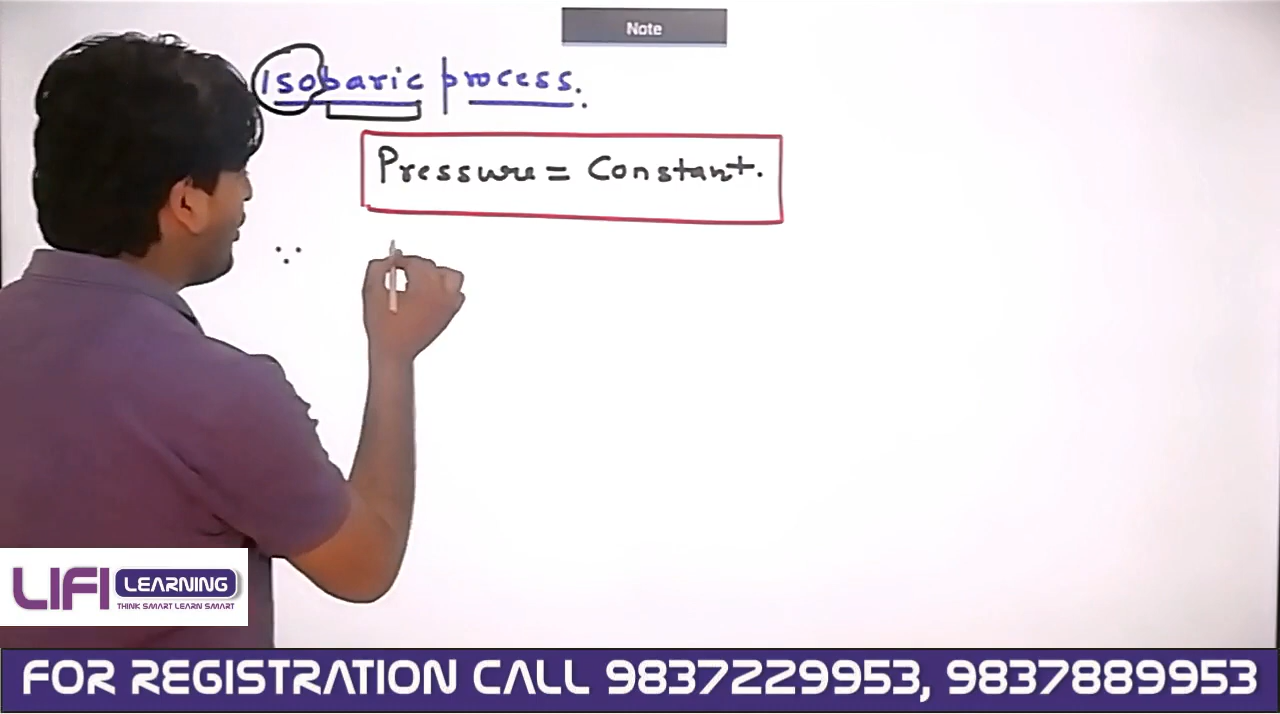 Note
Isobaric process.
Pressure = Constant.
∵
LIFI LEARNING
THINK SMART LEARN SMART
FOR REGISTRATION CALL 9837229953, 9837889953